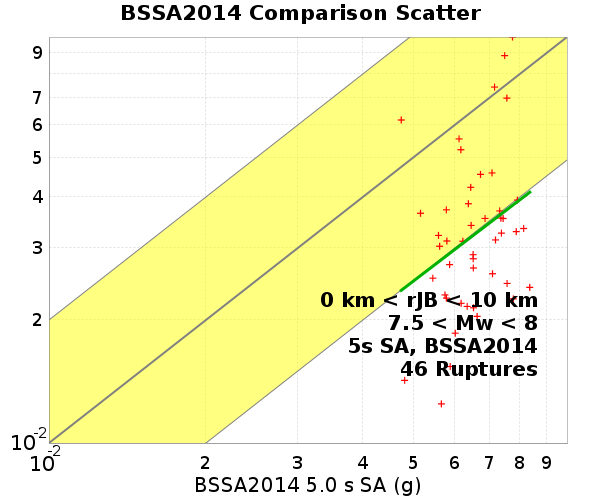 BSSA2014 Comparison Scatter
9
7
6
5
4
3
2
10-2
0 km < rJB < 10 km
7.5 < Mw < 8
5s SA, BSSA2014
46 Ruptures
10-2 2 3 4 5 6 7 8 9
BSSA2014 5.0 s SA (g)